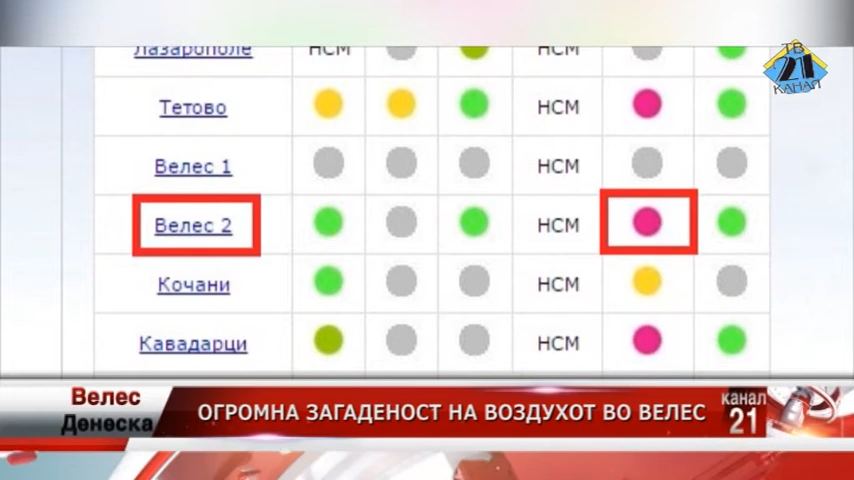 Лазарополе НСМ НСМ
ТВ
21
КАНАЛ
Тетово НСМ
Велес 1 НСМ
Велес 2 НСМ
Кочани НСМ
Кавадарци НСМ
Велес
Денеска
ОГРОМНА ЗАГАДЕНОСТ НА ВОЗДУХОТ ВО ВЕЛЕС
канал
21